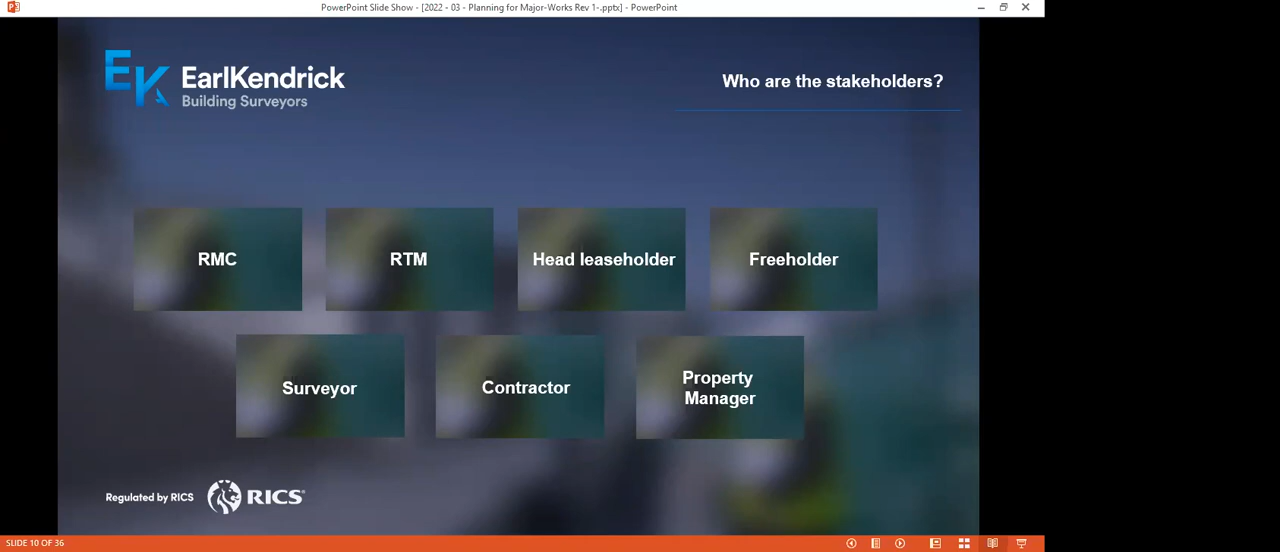 PowerPoint Slide Show - [2022 - 03 - Planning for Major-Works Rev 1-.pptx] - PowerPoint
EK EarlKendrick
Building Surveyors
Who are the stakeholders?
RMC
RTM
Head leaseholder
Freeholder
Surveyor
Contractor
Property
Manager
Regulated by RICS
RICS
SLIDE 10 OF 36